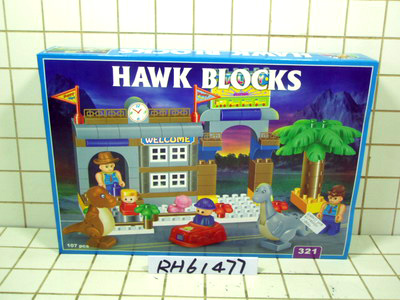 HAWK BLOCKS
WELCOME
107 pcs
321
RH61477